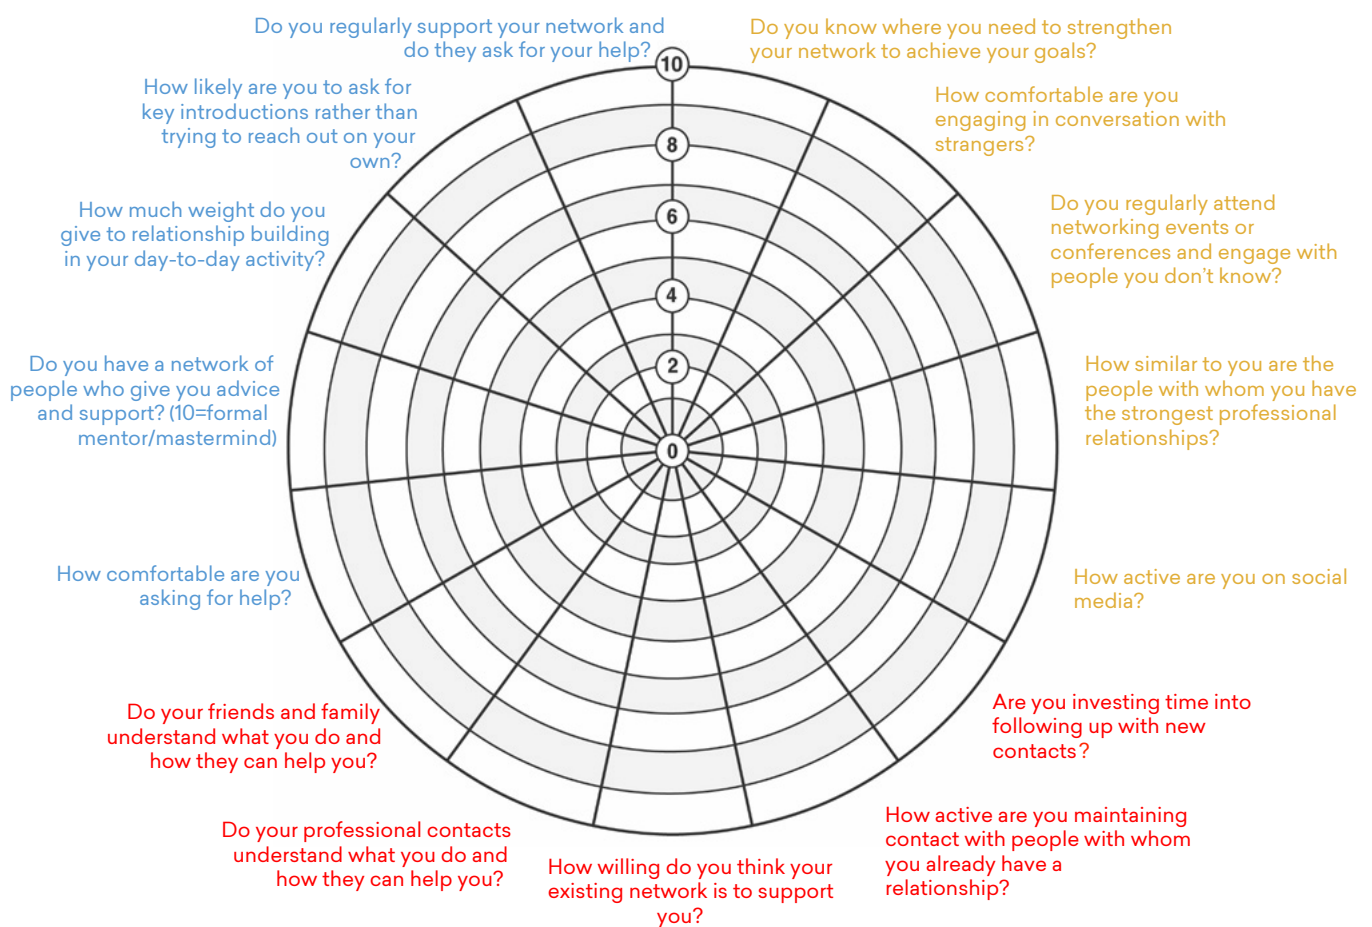 Do you regularly support your network and
do they ask for your help?
Do you know where you need to strengthen
your network to achieve your goals?
How comfortable are you
engaging in conversation with
strangers?
Do you regularly attend
networking events or
conferences and engage with
people you don’t know?
How similar to you are the
people with whom you have
the strongest professional
relationships?
How active are you on social
media?
Are you investing time into
following up with new
contacts?
How active are you maintaining
contact with people with whom
you already have a
relationship?
How willing do you think your
existing network is to support
you?
Do your professional contacts
understand what you do and
how they can help you?
Do your friends and family
understand what you do and
how they can help you?
How comfortable are you
asking for help?
Do you have a network of
people who give you advice
and support? (10=formal
mentor/mastermind)
How much weight do you
give to relationship building
in your day-to-day activity?
How likely are you to ask for
key introductions rather than
trying to reach out on your
own?
10
8
6
4
2
0